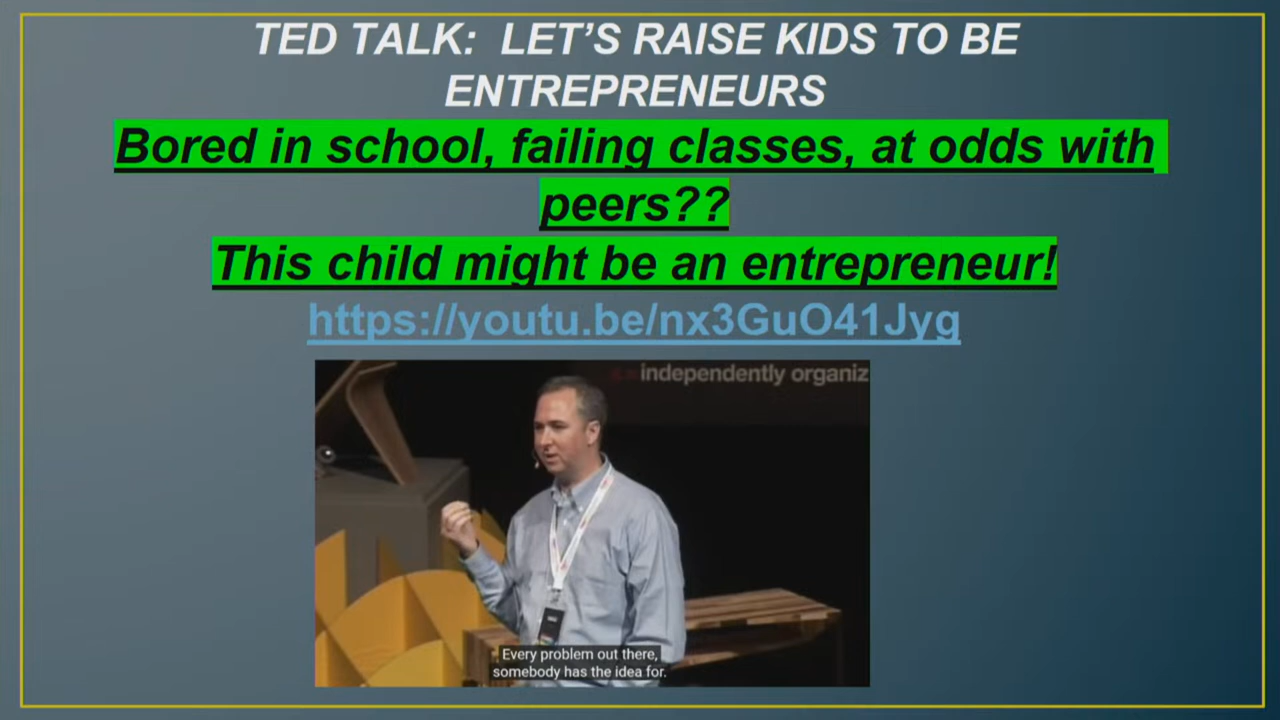 TED TALK: LET'S RAISE KIDS TO BE
ENTREPRENEURS
Bored in school, failing classes, at odds with
peers??
This child might be an entrepreneur!
https://youtu.be/nx3GuO41Jyg
independently organiz
Every problem out there,
somebody has the idea for.